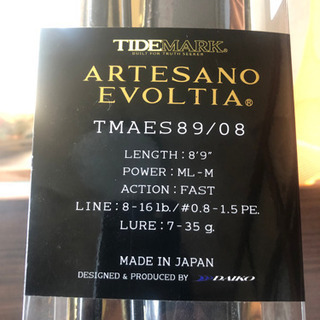 TIDEMARK®
BUILT FOR TRUTH SEEKER
ARTESANO
EVOLTIA®
TMAES89/08
LENGTH:8'9"
POWER:ML-M
ACTION:FAST
LINE:8-16lb./#0.8-1.5 PE.
LURE:7-35g.
MADE IN JAPAN
DESIGNED & PRODUCED BY DAIKO